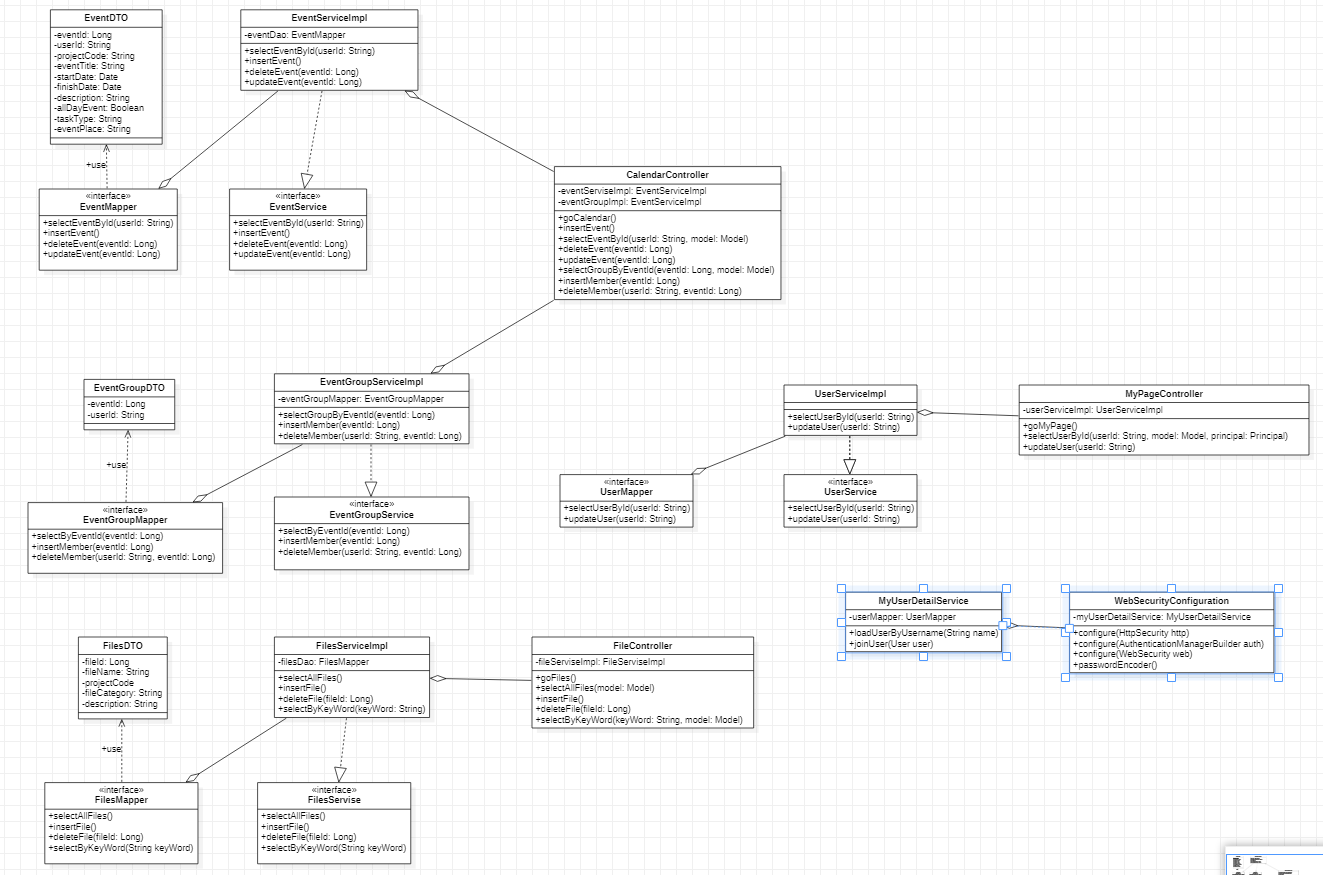 EventDTO
-eventId: Long
-userId: String
-projectCode: String
-eventTitle: String
-startDate: Date
-finishDate: Date
-description: String
-allDayEvent: Boolean
-taskType: String
-eventPlace: String
EventServiceImpl
-eventDao: EventMapper
+selectEventById(userId: String)
+insertEvent()
+deleteEvent(eventId: Long)
+updateEvent(eventId: Long)
+use
«interface»
EventMapper
+selectEventById(userId: String)
+insertEvent()
+deleteEvent(eventId: Long)
+updateEvent(eventId: Long)
«interface»
EventService
+selectEventById(userId: String)
+insertEvent()
+deleteEvent(eventId: Long)
+updateEvent(eventId: Long)
CalendarController
-eventServiseImpl: EventServiceImpl
-eventGroupImpl: EventServiceImpl
+goCalendar()
+insertEvent()
+selectEventById(userId: String, model: Model)
+deleteEvent(eventId: Long)
+updateEvent(eventId: Long)
+selectGroupByEventId(eventId: Long, model: Model)
+insertMember(eventId: Long)
+deleteMember(userId: String, eventId: Long)
EventGroupDTO
-eventId: Long
-userId: String
EventGroupServiceImpl
-eventGroupMapper: EventGroupMapper
+selectGroupByEventId(eventId: Long)
+insertMember(eventId: Long)
+deleteMember(userId: String, eventId: Long)
UserServiceImpl
+selectUserById(userId: String)
+updateUser(userId: String)
MyPageController
-userServiceImpl: UserServiceImpl
+goMyPage()
+selectUserById(userId: String, model: Model, principal: Principal)
+updateUser(userId: String)
+use
«interface»
EventGroupMapper
+selectByEventId(eventId: Long)
+insertMember(eventId: Long)
+deleteMember(userId: String, eventId: Long)
«interface»
EventGroupService
+selectByEventId(eventId: Long)
+insertMember(eventId: Long)
+deleteMember(userId: String, eventId: Long)
«interface»
UserMapper
+selectUserById(userId: String)
+updateUser(userId: String)
«interface»
UserService
+selectUserById(userId: String)
+updateUser(userId: String)
MyUserDetailService
-userMapper: UserMapper
+loadUserByUsername(String name)
+joinUser(User user)
WebSecurityConfiguration
-myUserDetailService: MyUserDetailService
+configure(HttpSecurity http)
+configure(AuthenticationManagerBuilder auth)
+configure(WebSecurity web)
+passwordEncoder()
FilesDTO
-fileId: Long
-fileName: String
-projectCode
-fileCategory: String
-description: String
FilesServiceImpl
-filesDao: FilesMapper
+selectAllFiles()
+insertFile()
+deleteFile(fileId: Long)
+selectByKeyWord(keyWord: String)
FileController
-fileServiseImpl: FileServiseImpl
+goFiles()
+selectAllFiles(model: Model)
+insertFile()
+deleteFile(fileId: Long)
+selectByKeyWord(keyWord: String, model: Model)
+use
«interface»
FilesMapper
+selectAllFiles()
+insertFile()
+deleteFile(fileId: Long)
+selectByKeyWord(String keyWord)
«interface»
FilesServise
+selectAllFiles()
+insertFile()
+deleteFile(fileId: Long)
+selectByKeyWord(String keyWord)